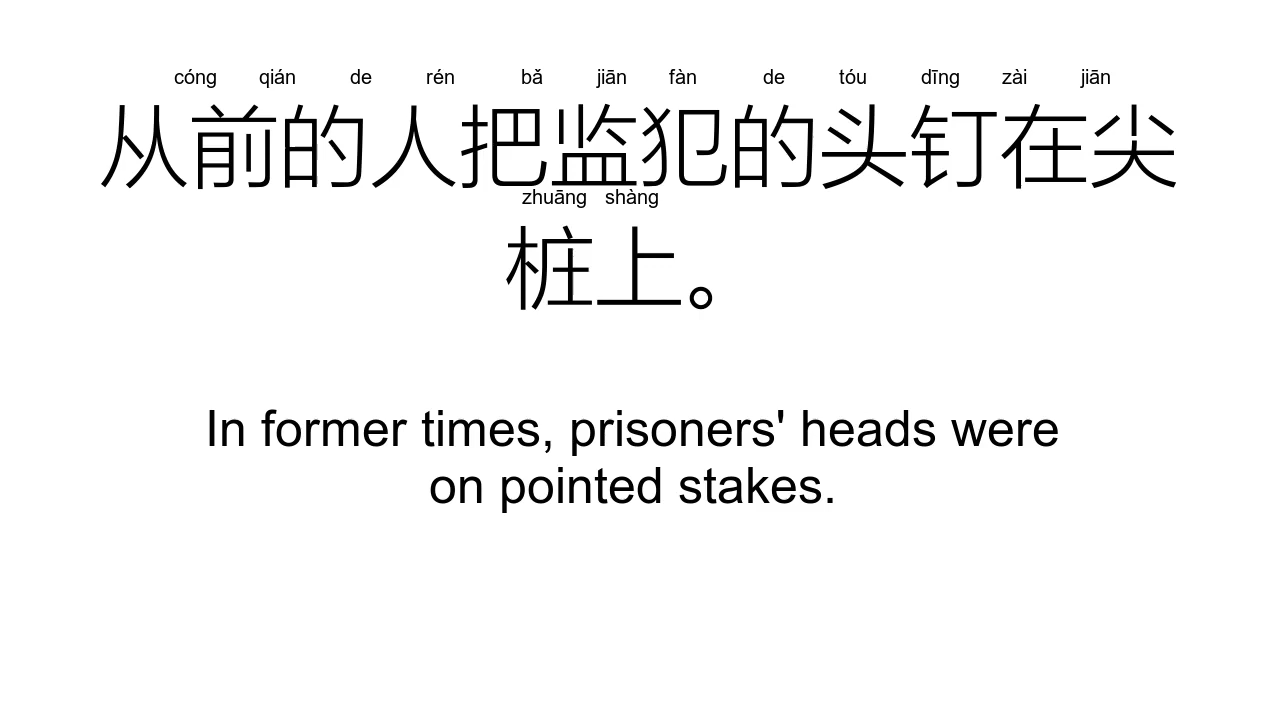 cóng qián de rén bǎ jiān fàn de tóu dīng zài jiān
从前的人把监犯的头钉在尖
zhuāng shàng
桩上。
In former times, prisoners' heads were
on pointed stakes.